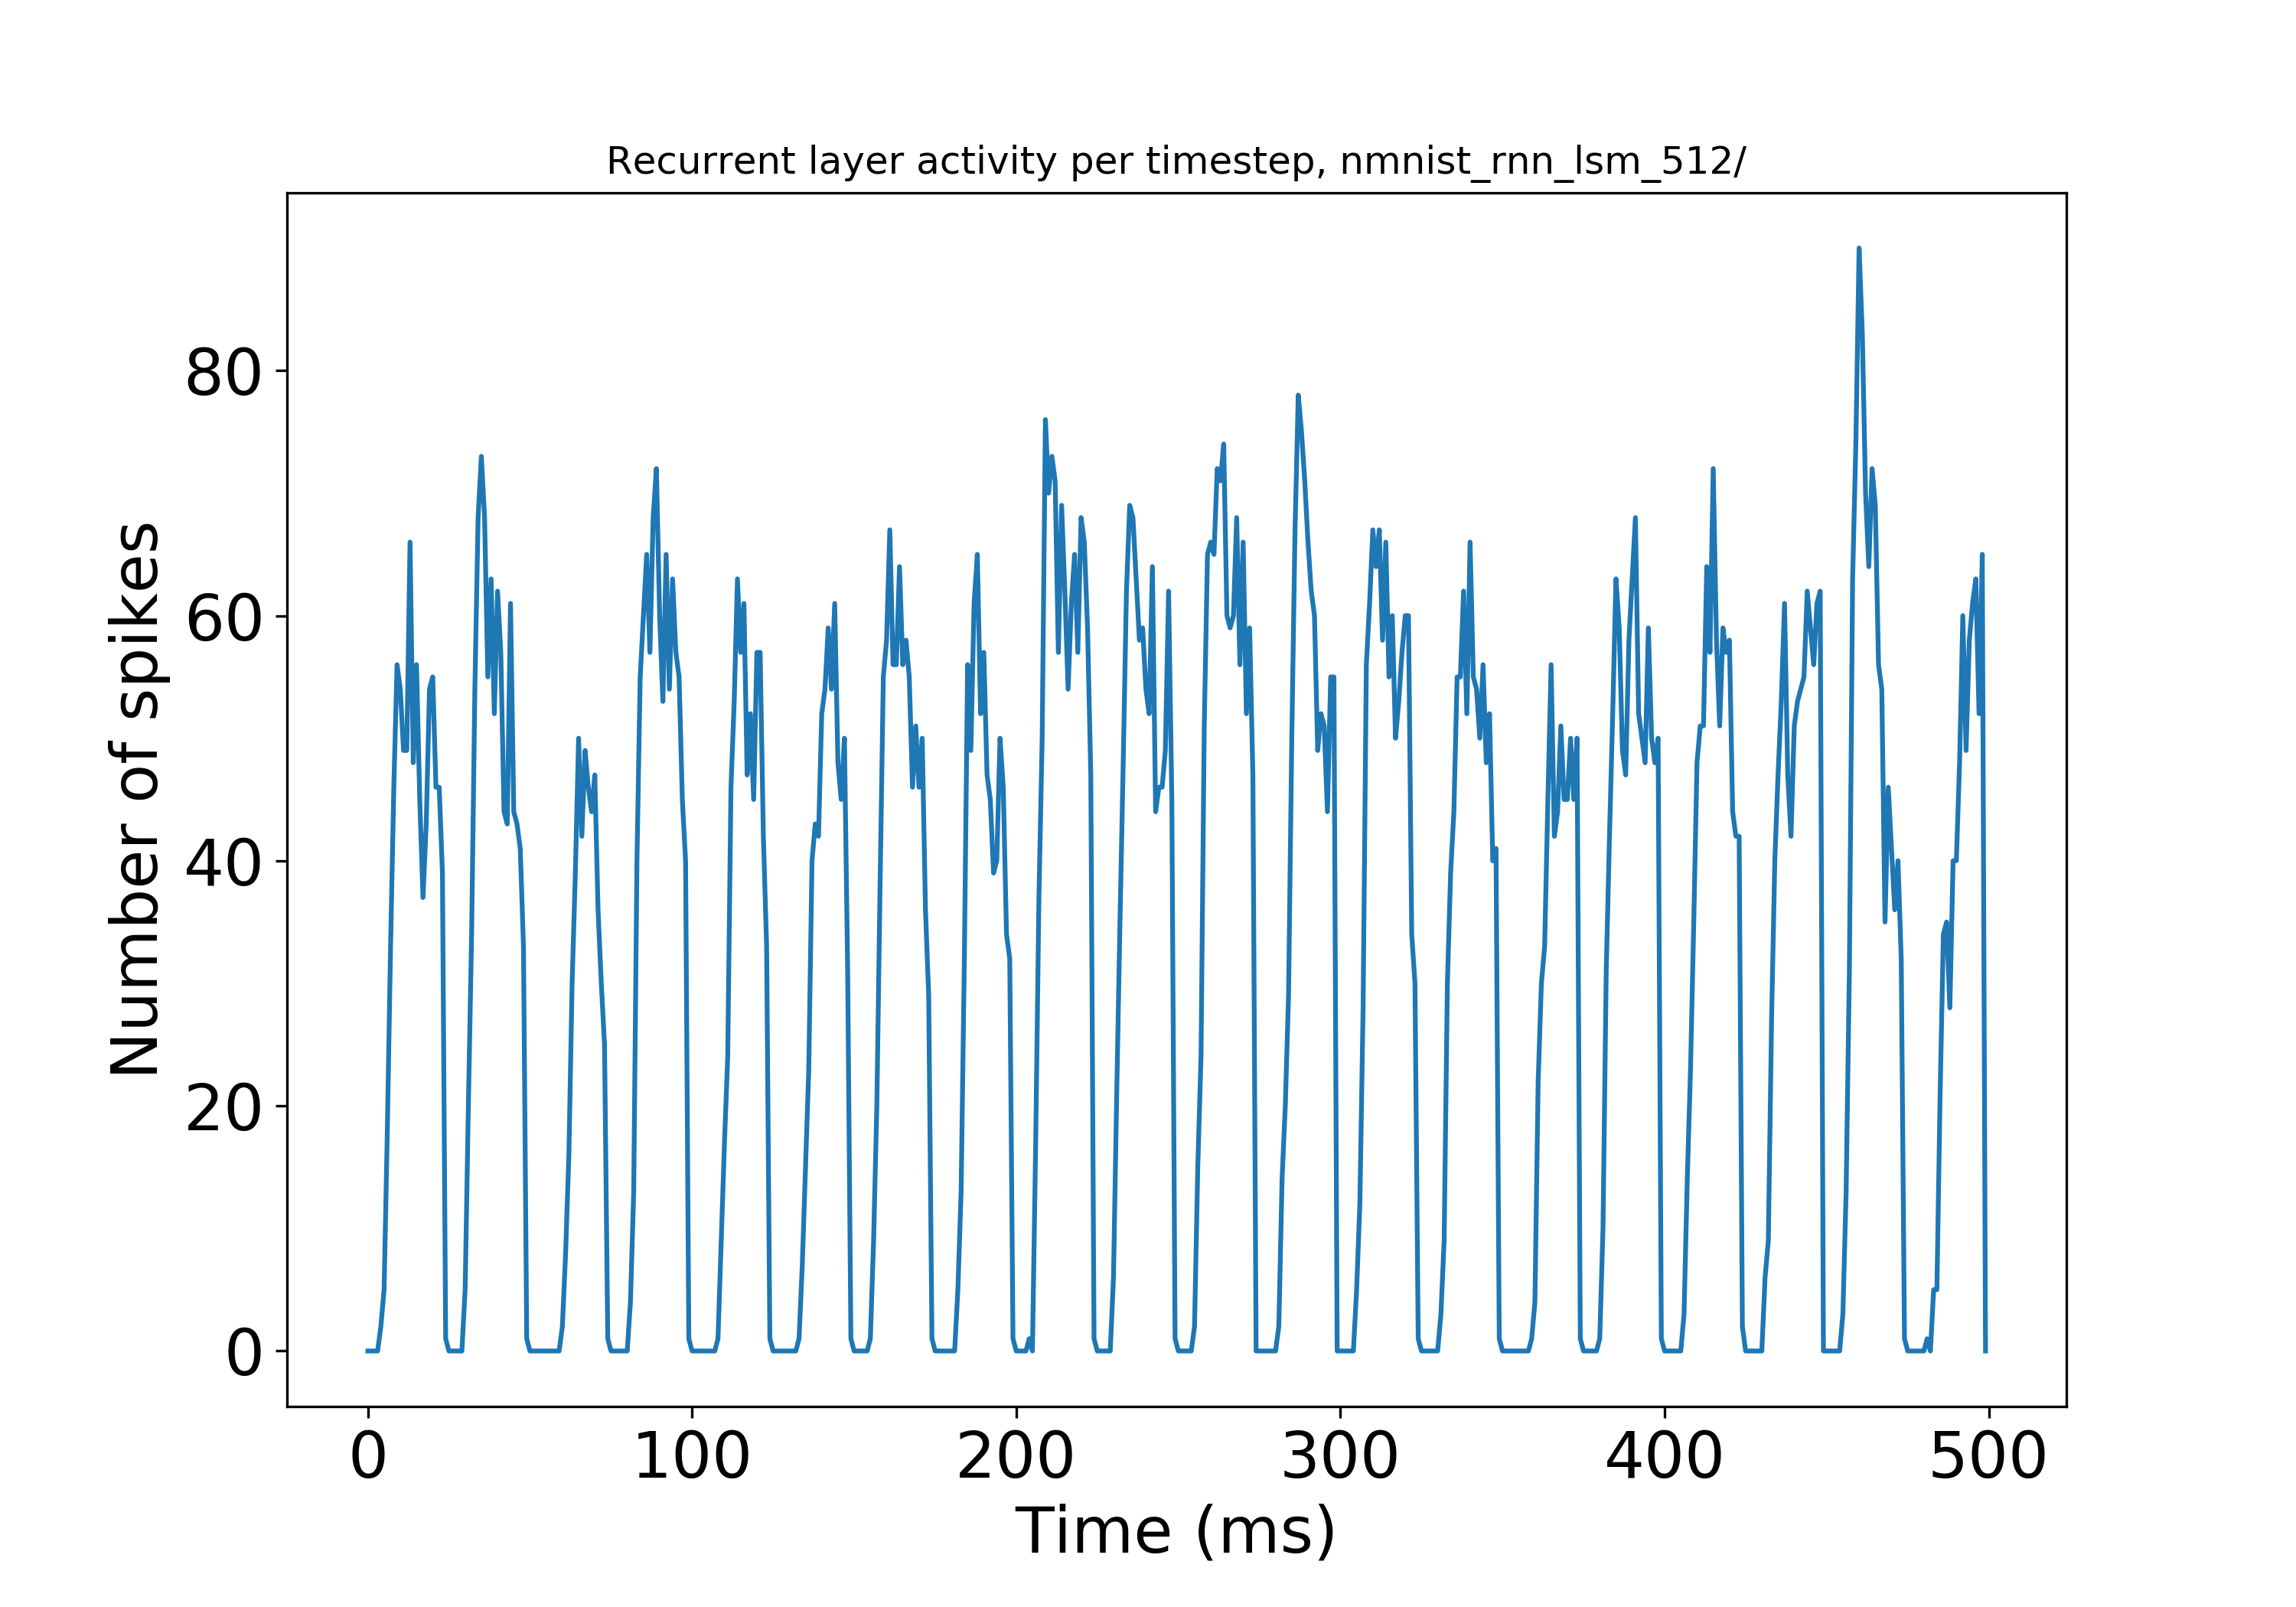 Recurrent layer activity per timestep, nmnist_rnn_lsm_512/
Number of spikes
80
60
40
20
0
0 100 200 300 400 500
Time (ms)